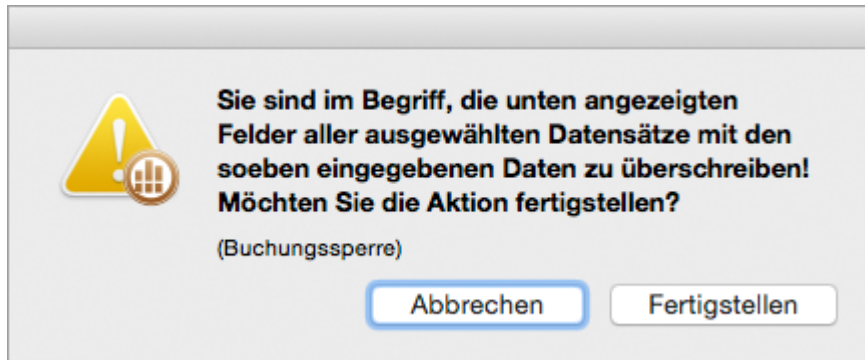 Sie sind im Begriff, die unten angezeigten
Felder aller ausgewählten Datensätze mit den
soeben eingegebenen Daten zu überschreiben!
Möchten Sie die Aktion fertigstellen?
(Buchungssperre)
Abbrechen
Fertigstellen